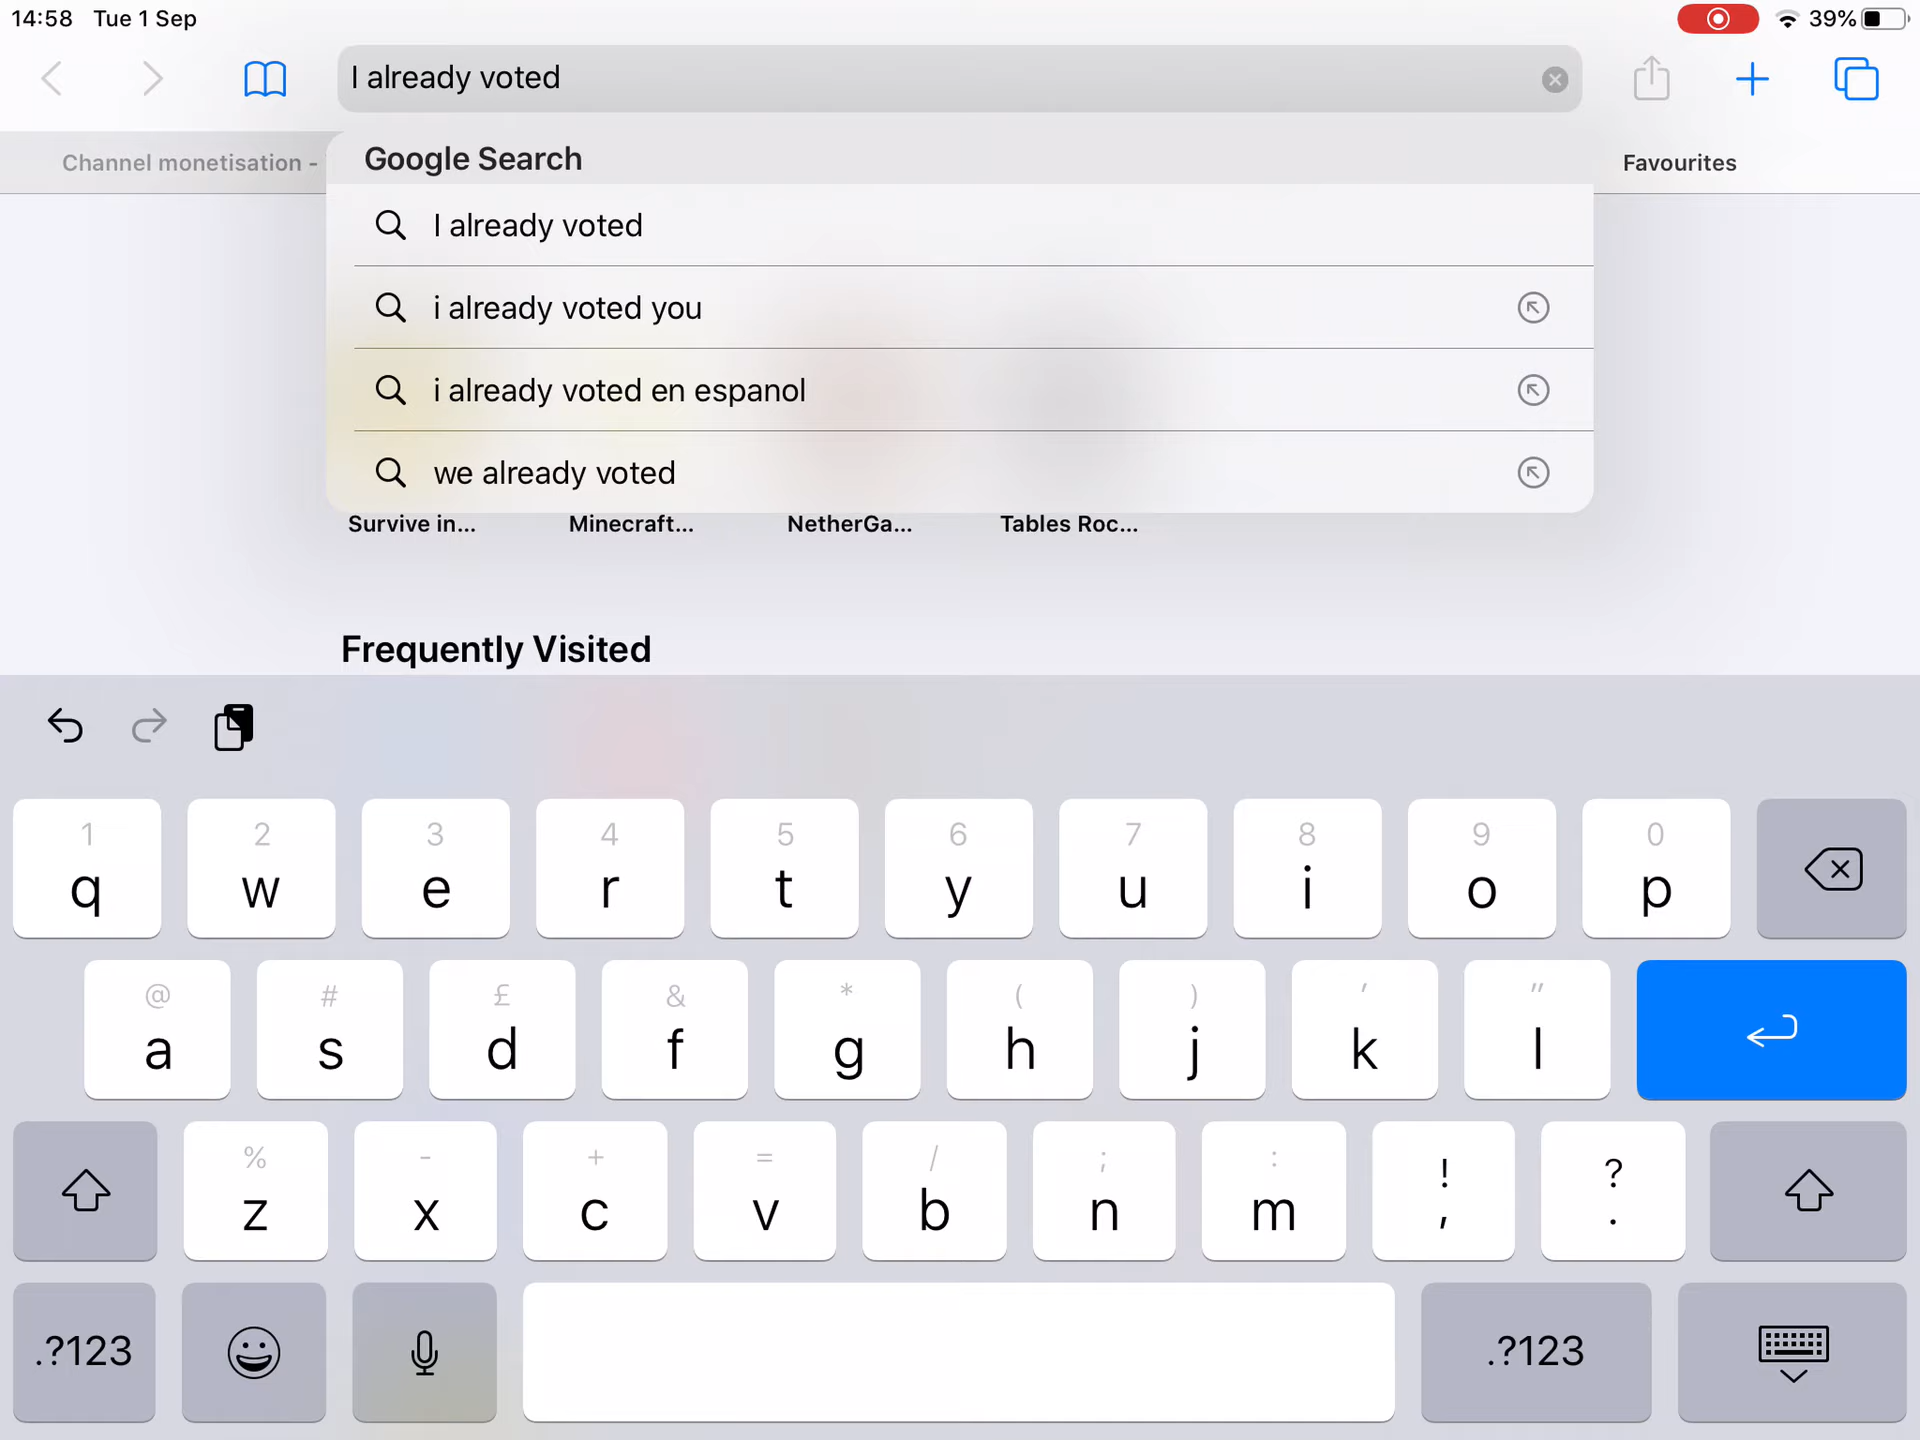 14:58 Tue 1 Sep
39%
I already voted
Channel monetisation -
Google Search
Favourites
I already voted
i already voted you
i already voted en espanol
we already voted
Survive in... Minecraft... NetherGa... Tables Roc...
Frequently Visited
1 2 3 4 5 6 7 8 9 0
q w e r t y u i o p
@ # £ & * ( ) ' "
a s d f g h j k l
% - + = / ; : ! ?
z x c v b n m , .
.?123 .?123